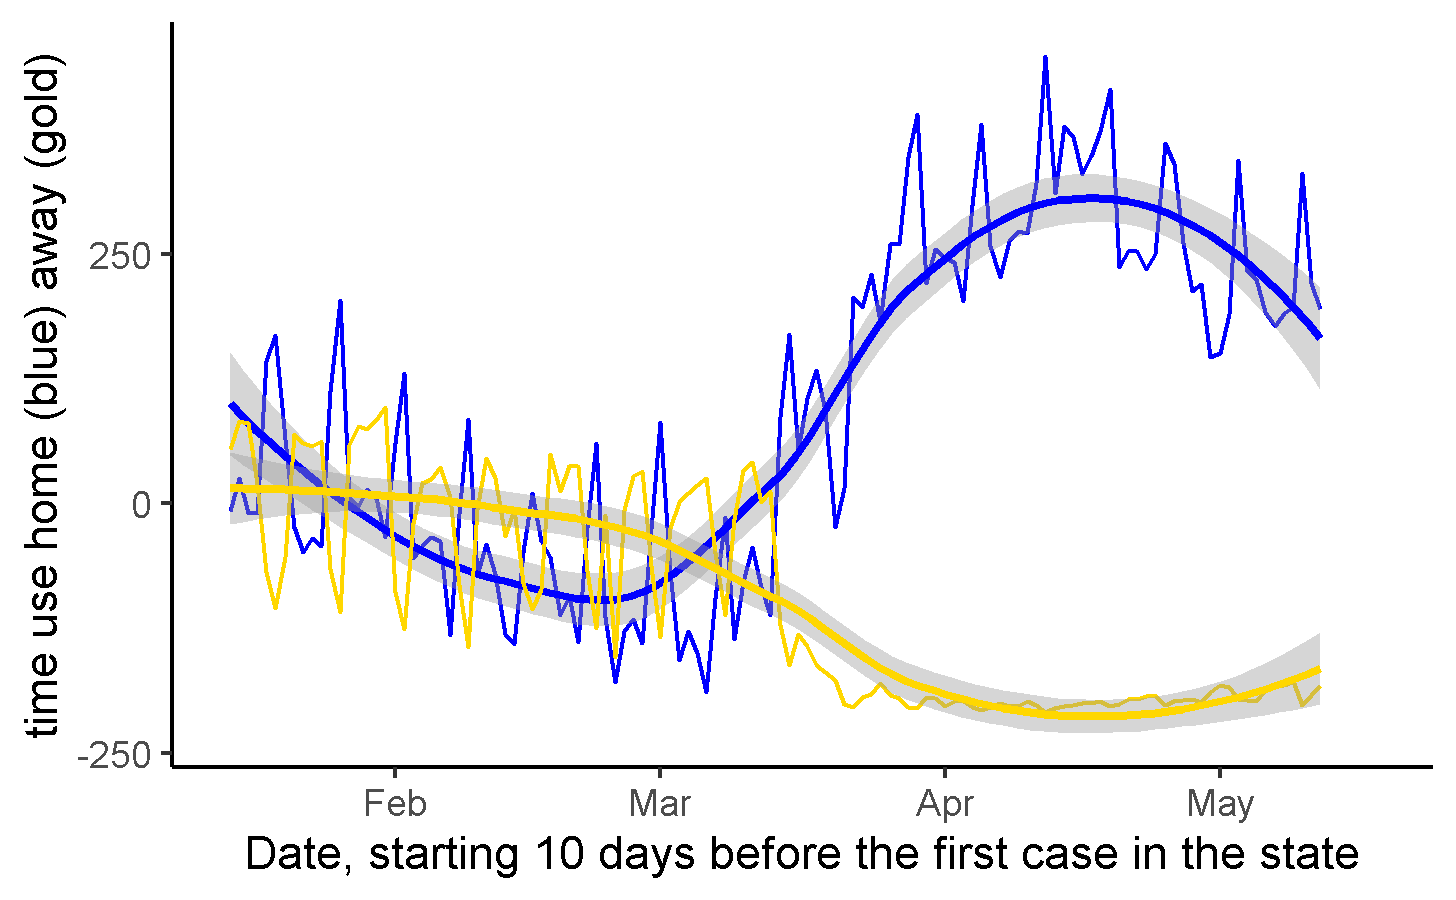 time use home (blue) away (gold)
250
0
-250
Feb Mar Apr May
Date, starting 10 days before the first case in the state